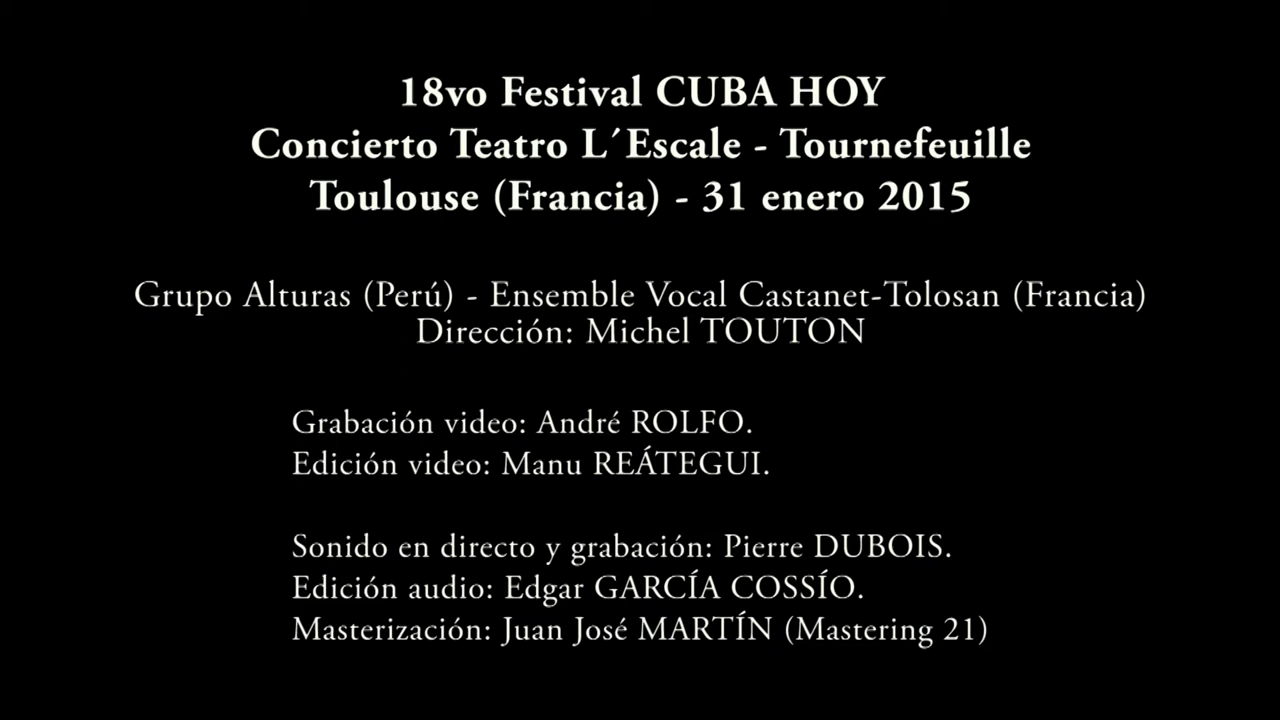 18vo Festival CUBA HOY
Concierto Teatro L´Escale - Tournefeuille
Toulouse (Francia) - 31 enero 2015
Grupo Alturas (Perú) - Ensemble Vocal Castanet-Tolosan (Francia)
Dirección: Michel TOUTON
Grabación video: André ROLFO.
Edición video: Manu REÁTEGUI.
Sonido en directo y grabación: Pierre DUBOIS.
Edición audio: Edgar GARCÍA COSSÍO.
Masterización: Juan José MARTÍN (Mastering 21)